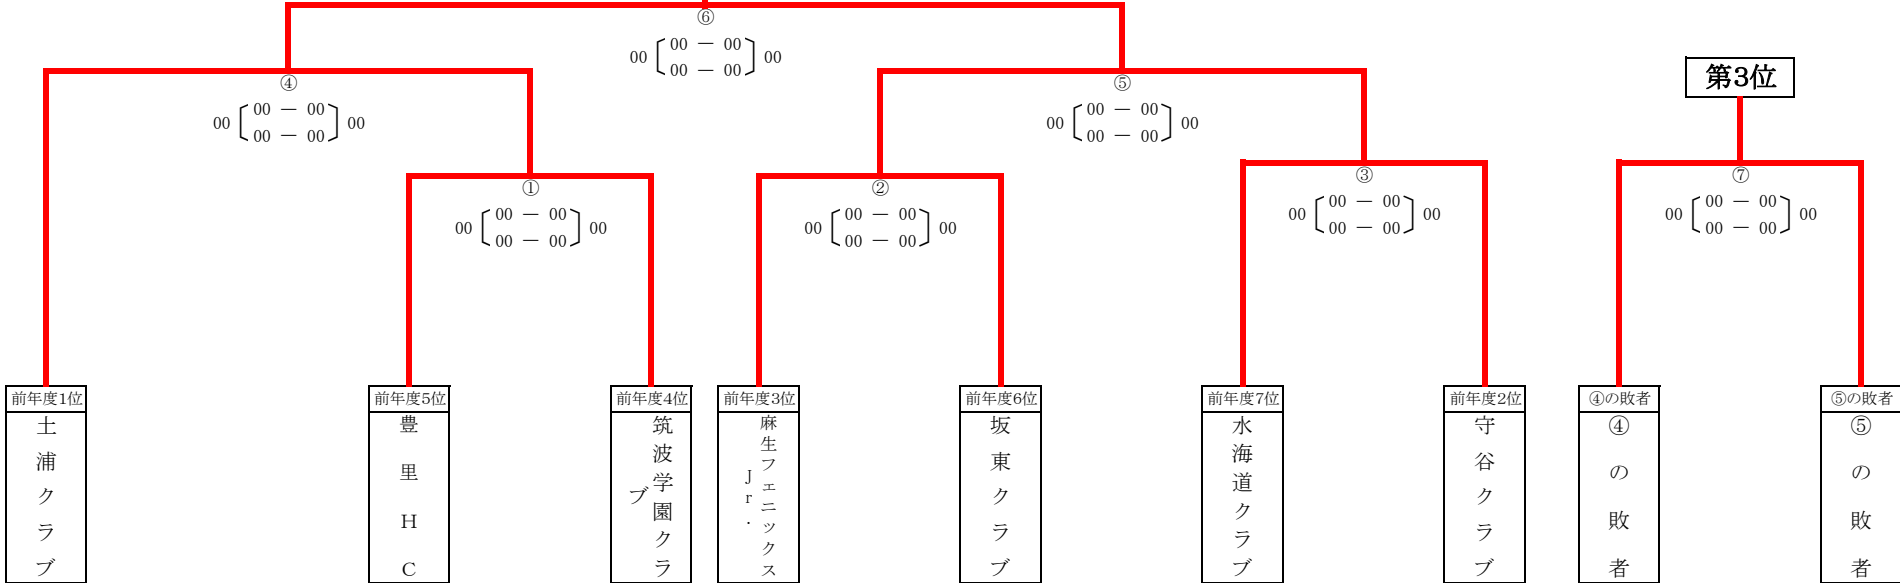 ⑥
00 00 － 00 00
00 － 00
第3位
④
00 00 － 00 00
00 － 00
⑤
00 00 － 00 00
00 － 00
①
00 00 － 00 00
00 － 00
②
00 00 － 00 00
00 － 00
③
00 00 － 00 00
00 － 00
⑦
00 00 － 00 00
00 － 00
前年度1位
土浦クラブ
前年度5位
豊里HC
前年度4位
筑波学園クラ
ブ
前年度3位
麻生フェニックス
Jr.
前年度6位
坂東クラブ
前年度7位
水海道クラブ
前年度2位
守谷クラブ
④の敗者
④の敗者
⑤の敗者
⑤の敗者